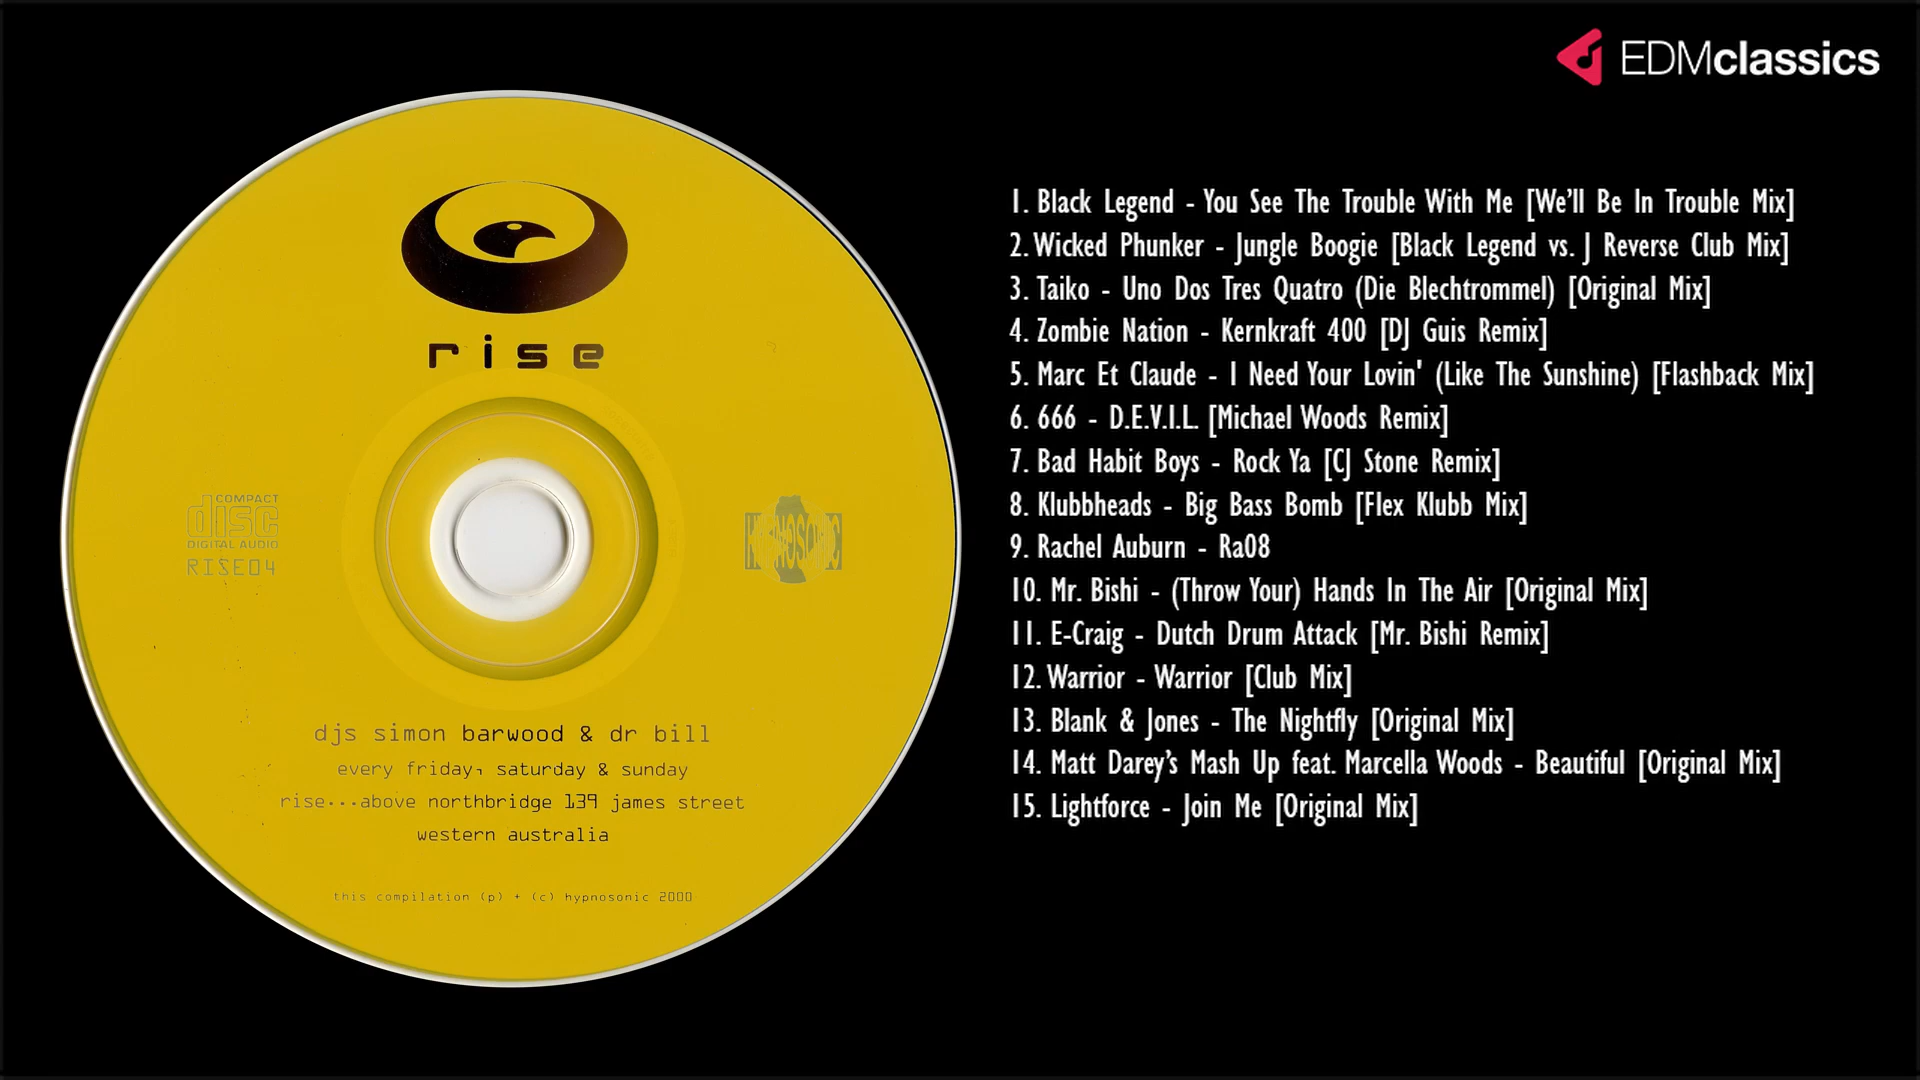 EDMclassics
rise
COMPACT
disc
DIGITAL AUDIO
RISE04
HYPNOSONIC
djs simon barwood & dr bill
every friday, saturday & sunday
rise...above northbridge 139 james street
western australia
this compilation (p) + (c) hypnosonic 2000
1. Black Legend - You See The Trouble With Me [We’ll Be In Trouble Mix]
2. Wicked Phunker - Jungle Boogie [Black Legend vs. J Reverse Club Mix]
3. Taiko - Uno Dos Tres Quatro (Die Blechtrommel) [Original Mix]
4. Zombie Nation - Kernkraft 400 [DJ Guis Remix]
5. Marc Et Claude - I Need Your Lovin' (Like The Sunshine) [Flashback Mix]
6. 666 - D.E.V.I.L. [Michael Woods Remix]
7. Bad Habit Boys - Rock Ya [CJ Stone Remix]
8. Klubbheads - Big Bass Bomb [Flex Klubb Mix]
9. Rachel Auburn - Ra08
10. Mr. Bishi - (Throw Your) Hands In The Air [Original Mix]
11. E-Craig - Dutch Drum Attack [Mr. Bishi Remix]
12. Warrior - Warrior [Club Mix]
13. Blank & Jones - The Nightfly [Original Mix]
14. Matt Darey’s Mash Up feat. Marcella Woods - Beautiful [Original Mix]
15. Lightforce - Join Me [Original Mix]